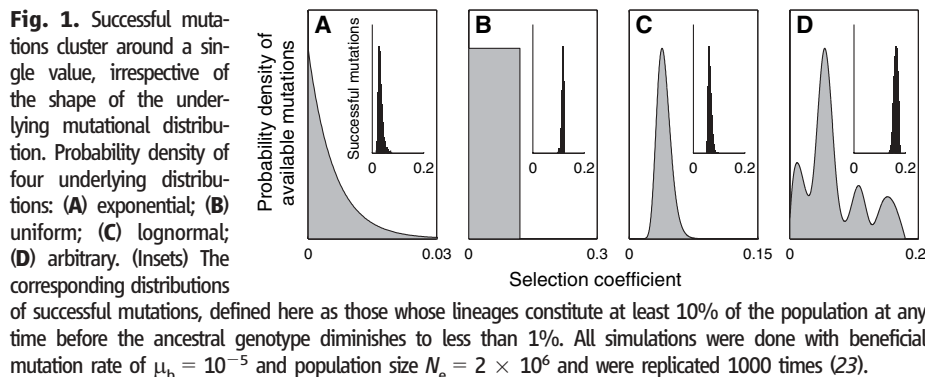 Fig. 1. Successful muta-
tions cluster around a sin-
gle value, irrespective of
the shape of the under-
lying mutational distribu-
tion. Probability density of
four underlying distribu-
tions: (A) exponential; (B)
uniform; (C) lognormal;
(D) arbitrary. (Insets) The
corresponding distributions
of successful mutations, defined here as those whose lineages constitute at least 10% of the population at any
time before the ancestral genotype diminishes to less than 1%. All simulations were done with beneficial
mutation rate of μb = 10⁻⁵ and population size Ne = 2 × 10⁶ and were replicated 1000 times (23).
Probability density of
available mutations
A
Successful mutations
0 0.2
0 0.03
B
0 0.2
0 0.3
C
0 0.2
0 0.15
D
0 0.2
0 0.2
Selection coefficient